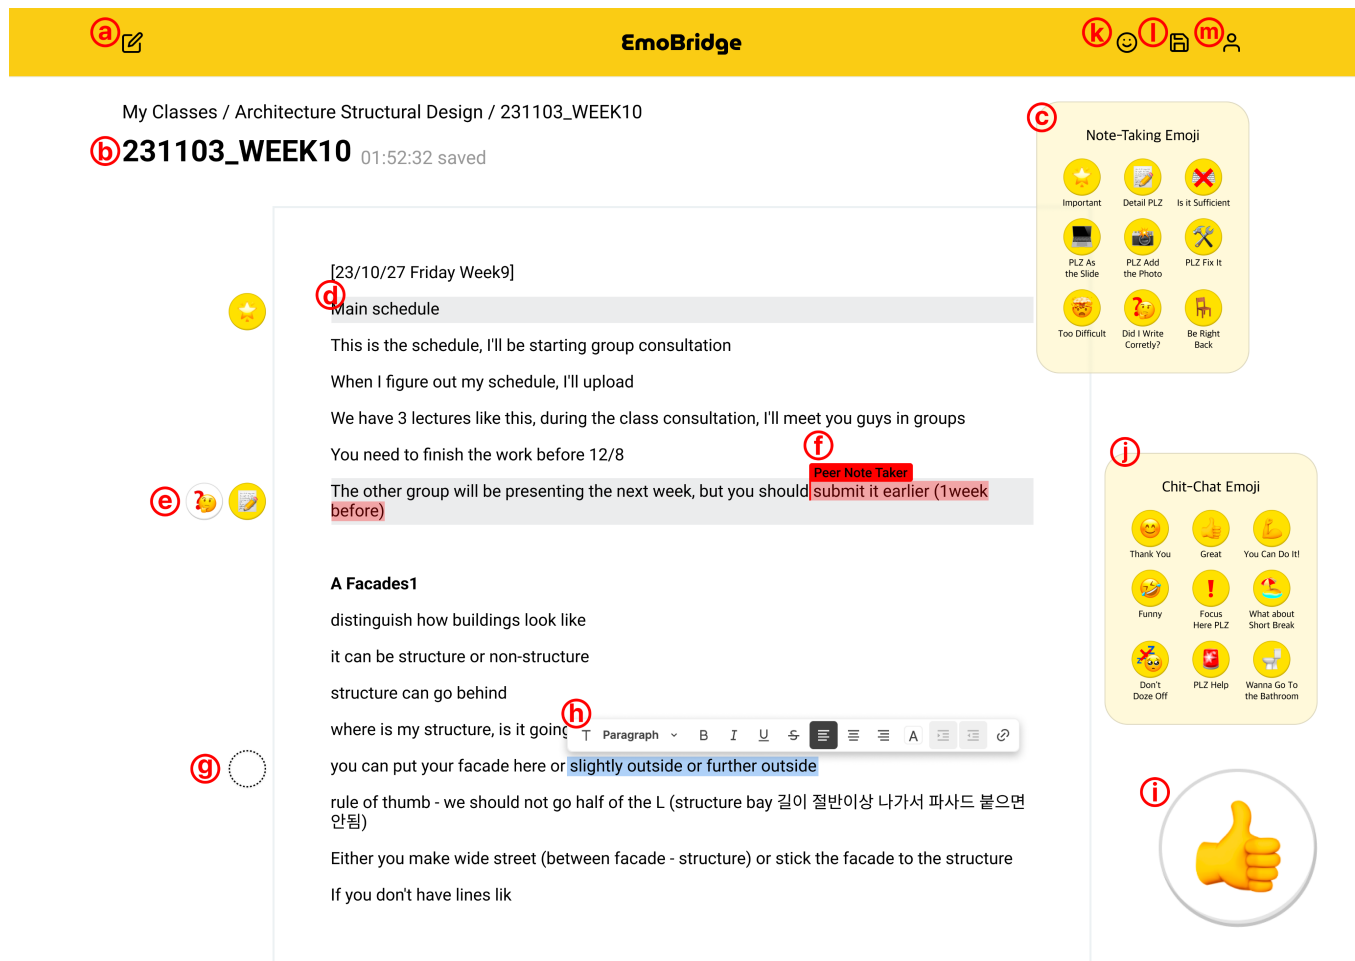 a
EmoBridge
k
l
m
My Classes / Architecture Structural Design / 231103_WEEK10
b
231103_WEEK10 01:52:32 saved
c
Note-Taking Emoji
Important Detail PLZ Is it Sufficient
PLZ As
the Slide
PLZ Add
the Photo
PLZ Fix It
Too Difficult
Did I Write
Corretly?
Be Right
Back
[23/10/27 Friday Week9]
d
Main schedule
This is the schedule, I'll be starting group consultation
When I figure out my schedule, I'll upload
We have 3 lectures like this, during the class consultation, I'll meet you guys in groups
You need to finish the work before 12/8
f
Peer Note Taker
e
The other group will be presenting the next week, but you should submit it earlier (1week
before)
A Facades1
distinguish how buildings look like
it can be structure or non-structure
structure can go behind
where is my structure, is it going
h
T Paragraph B I U S A
g
you can put your facade here or slightly outside or further outside
rule of thumb - we should not go half of the L (structure bay 길이 절반이상 나가서 파사드 붙으면
안됨)
Either you make wide street (between facade - structure) or stick the facade to the structure
If you don't have lines lik
j
Chit-Chat Emoji
Thank You Great You Can Do It!
Funny
Focus
Here PLZ
What about
Short Break
Don't
Doze Off
PLZ Help
Wanna Go To
the Bathroom
i